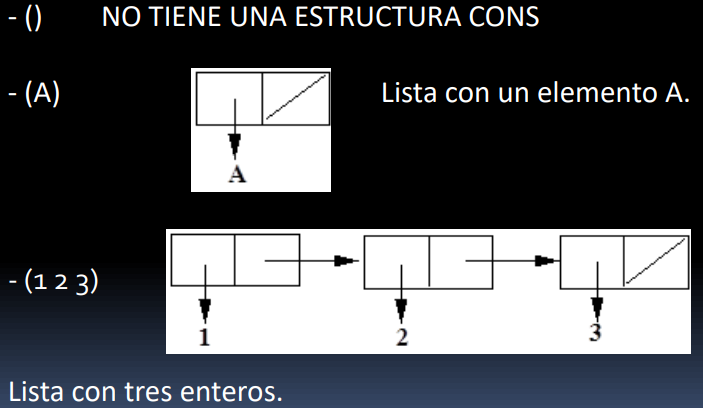 - () NO TIENE UNA ESTRUCTURA CONS
- (A) Lista con un elemento A.
A
- (1 2 3)
1 2 3
Lista con tres enteros.